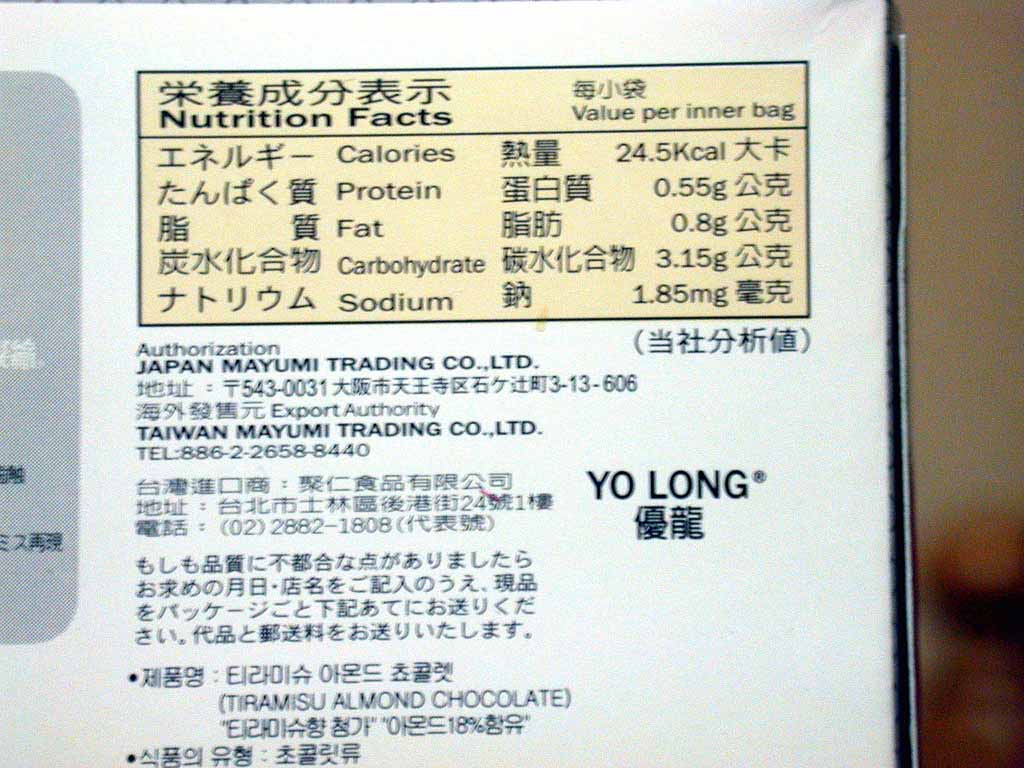 栄養成分表示 每小袋
Nutrition Facts Value per inner bag
エネルギー Calories 熱量 24.5Kcal 大卡
たんぱく質 Protein 蛋白質 0.55g 公克
脂 質 Fat 脂肪 0.8g 公克
炭水化合物 Carbohydrate 碳水化合物 3.15g 公克
ナトリウム Sodium 鈉 1.85mg 毫克
(当社分析値)
Authorization
JAPAN MAYUMI TRADING CO.,LTD.
地址：〒543-0031大阪市天王寺区石ケ辻町3-13-606
海外發售元 Export Authority
TAIWAN MAYUMI TRADING CO.,LTD.
TEL:886-2-2658-8440
台灣進口商：聚仁食品有限公司
地址：台北市士林區後港街24號1樓
電話：(02)2882-1808(代表號)
YO LONG®
優龍
もしも品質に不都合な点がありましたら
お求めの月日・店名をご記入のうえ、現品
をパッケージごと下記あてにお送りくだ
さい。代品と郵送料をお送りいたします。
•제품명 : 티라미슈 아몬드 쵸콜렛
(TIRAMISU ALMOND CHOCOLATE)
"티라미슈향 첨가" "아몬드18%함유"
•식품의 유형 : 초콜릿류
ミス再現